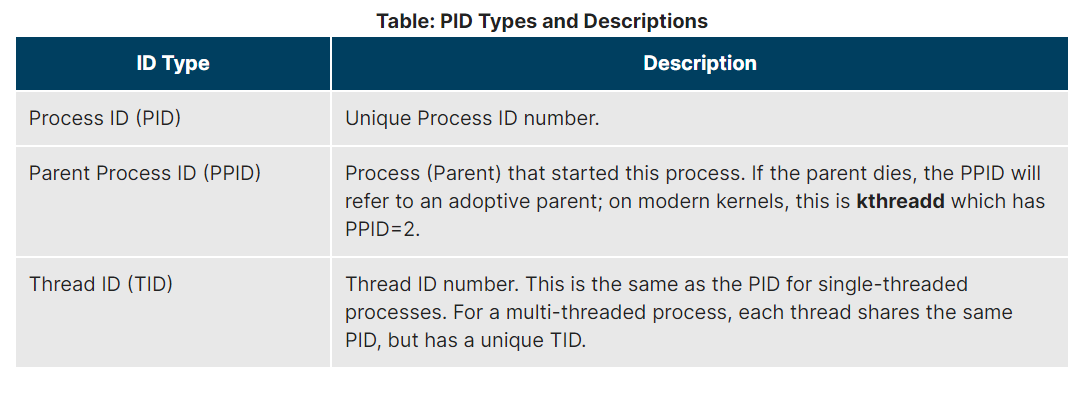 Table: PID Types and Descriptions
ID Type
Description
Process ID (PID)
Unique Process ID number.
Parent Process ID (PPID)
Process (Parent) that started this process. If the parent dies, the PPID will
refer to an adoptive parent; on modern kernels, this is kthreadd which has
PPID=2.
Thread ID (TID)
Thread ID number. This is the same as the PID for single-threaded
processes. For a multi-threaded process, each thread shares the same
PID, but has a unique TID.